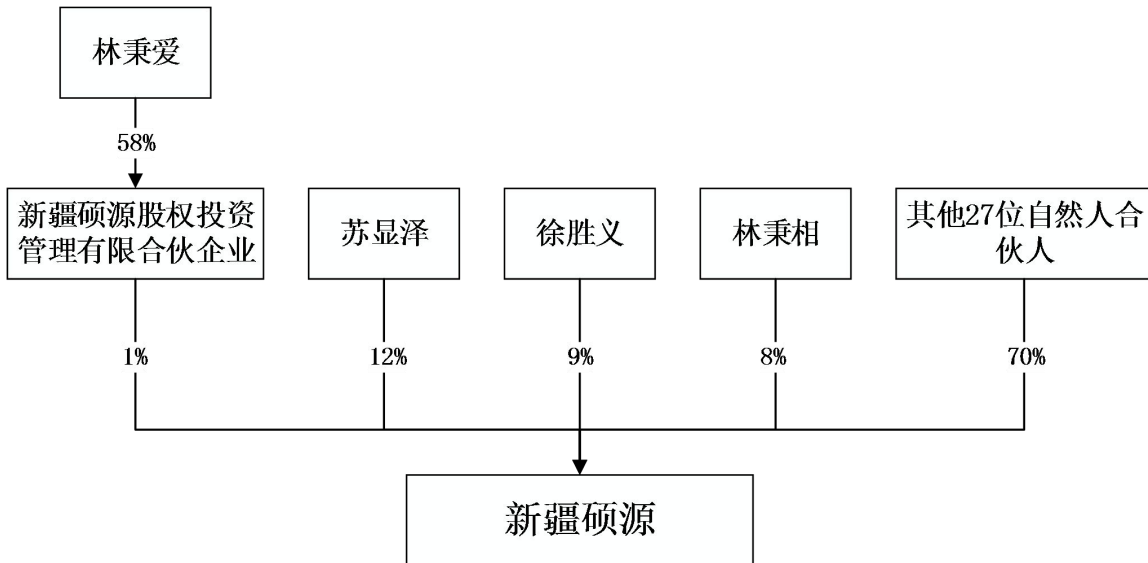 林秉爱
58%
新疆硕源股权投资
管理有限合伙企业
苏显泽
徐胜义
林秉相
其他27位自然人合
伙人
1%
12%
9%
8%
70%
新疆硕源